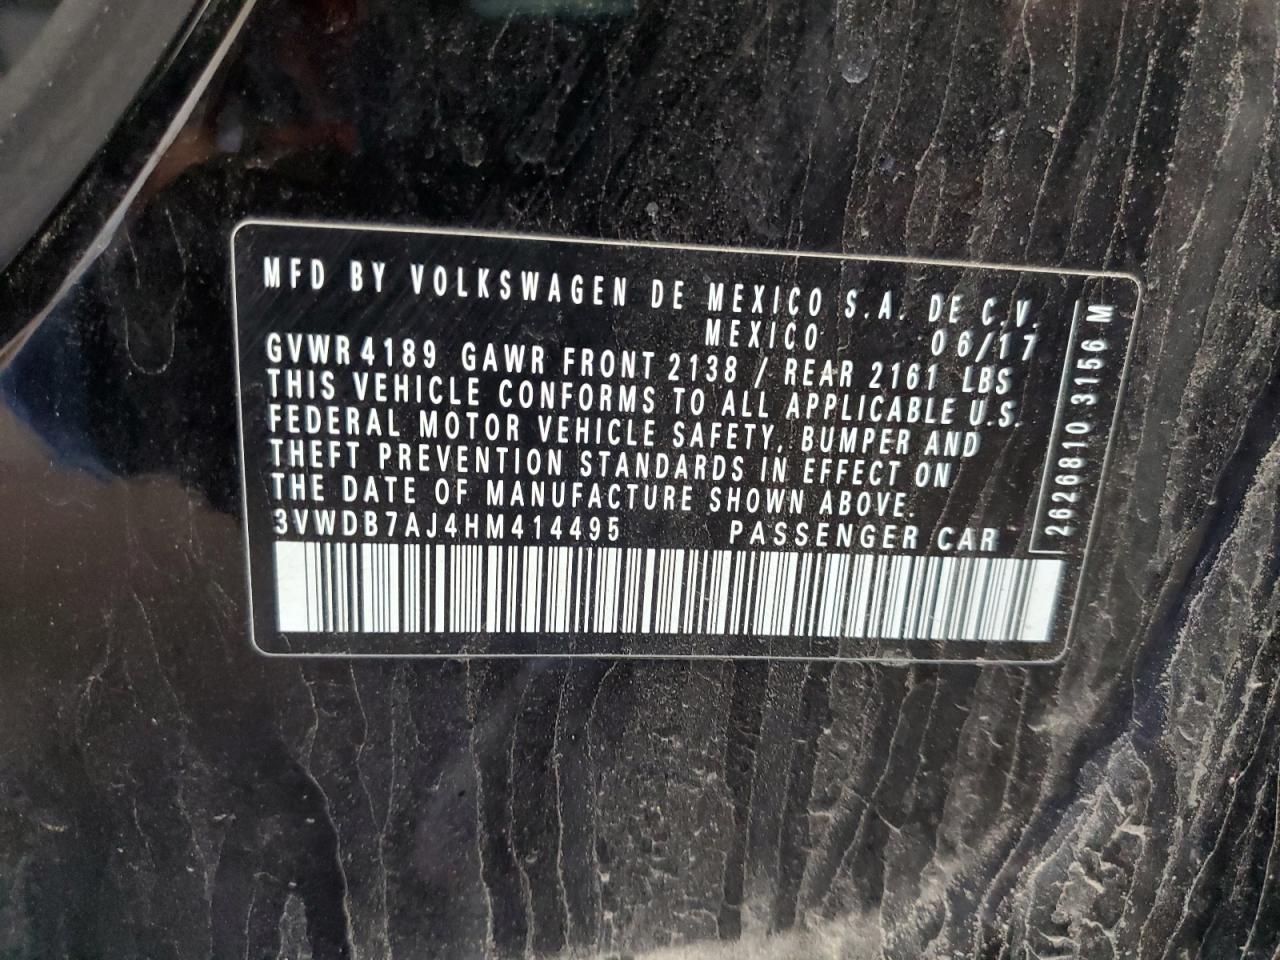 MFD BY VOLKSWAGEN DE MEXICO S.A. DE C.V.
MEXICO 06/17
GVWR 4189 GAWR FRONT 2138 / REAR 2161 LBS
THIS VEHICLE CONFORMS TO ALL APPLICABLE U.S.
FEDERAL MOTOR VEHICLE SAFETY, BUMPER AND
THEFT PREVENTION STANDARDS IN EFFECT ON
THE DATE OF MANUFACTURE SHOWN ABOVE.
3VWDB7AJ4HM414495 PASSENGER CAR
2626810 3156 M